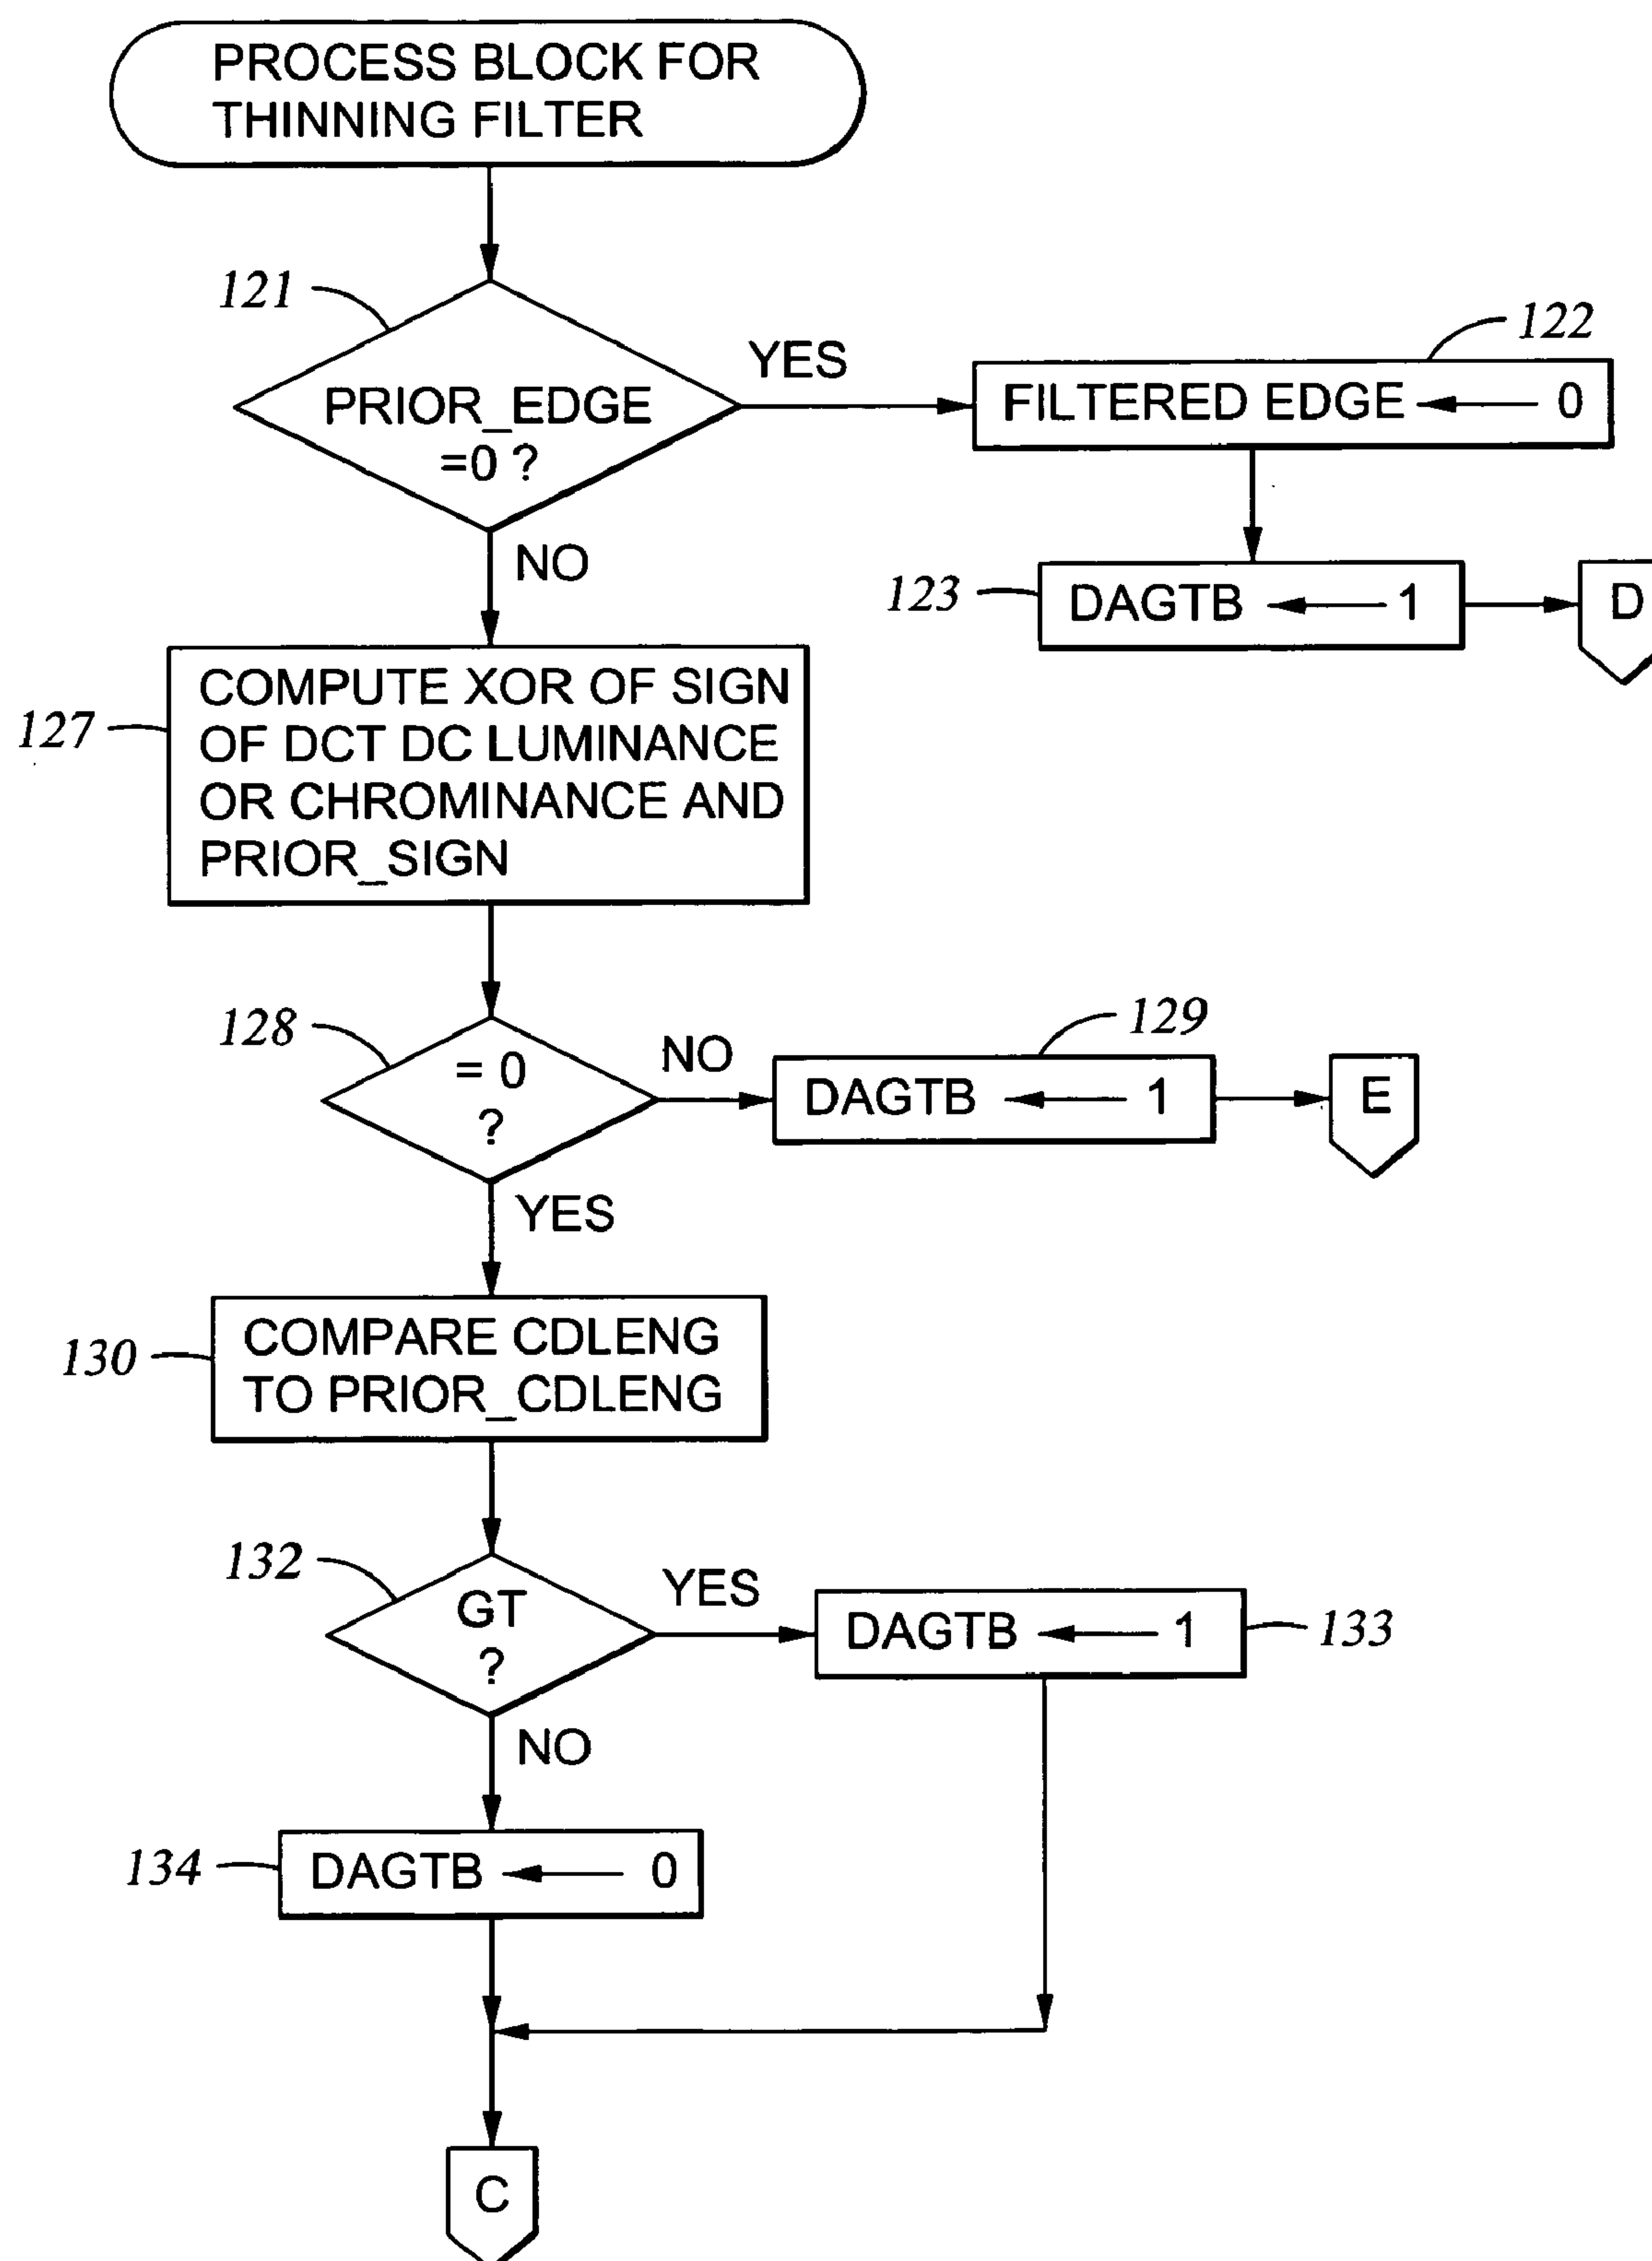 PROCESS BLOCK FOR
THINNING FILTER
121
PRIOR_EDGE
=0 ?
YES
122
FILTERED EDGE ← 0
NO
123
DAGTB ← 1
D
127
COMPUTE XOR OF SIGN
OF DCT DC LUMINANCE
OR CHROMINANCE AND
PRIOR_SIGN
128
= 0
?
NO
129
DAGTB ← 1
E
YES
130
COMPARE CDLENG
TO PRIOR_CDLENG
132
GT
?
YES
DAGTB ← 1
133
NO
134
DAGTB ← 0
C